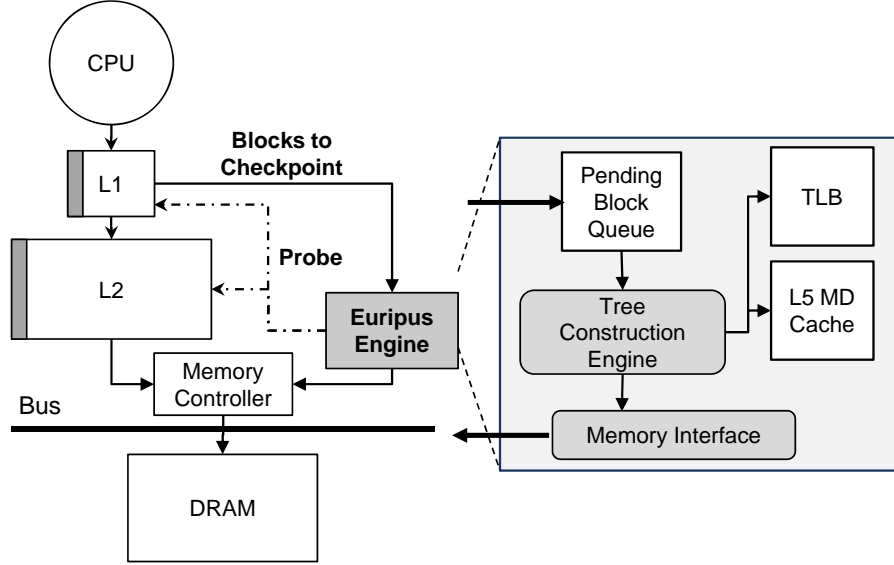 CPU
Blocks to
Checkpoint
L1
Probe
L2
Euripus
Engine
Memory
Controller
Bus
DRAM
Pending
Block
Queue
TLB
Tree
Construction
Engine
L5 MD
Cache
Memory Interface